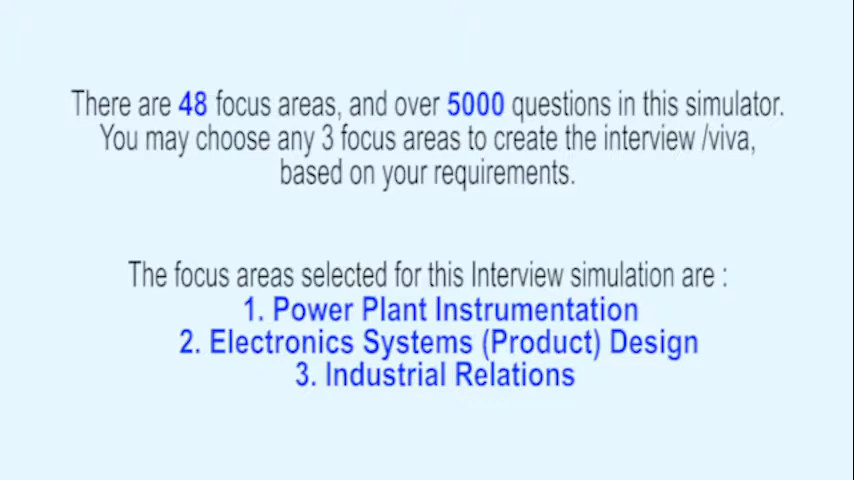 There are 48 focus areas, and over 5000 questions in this simulator.
You may choose any 3 focus areas to create the interview /viva,
based on your requirements.
The focus areas selected for this Interview simulation are :
1. Power Plant Instrumentation
2. Electronics Systems (Product) Design
3. Industrial Relations